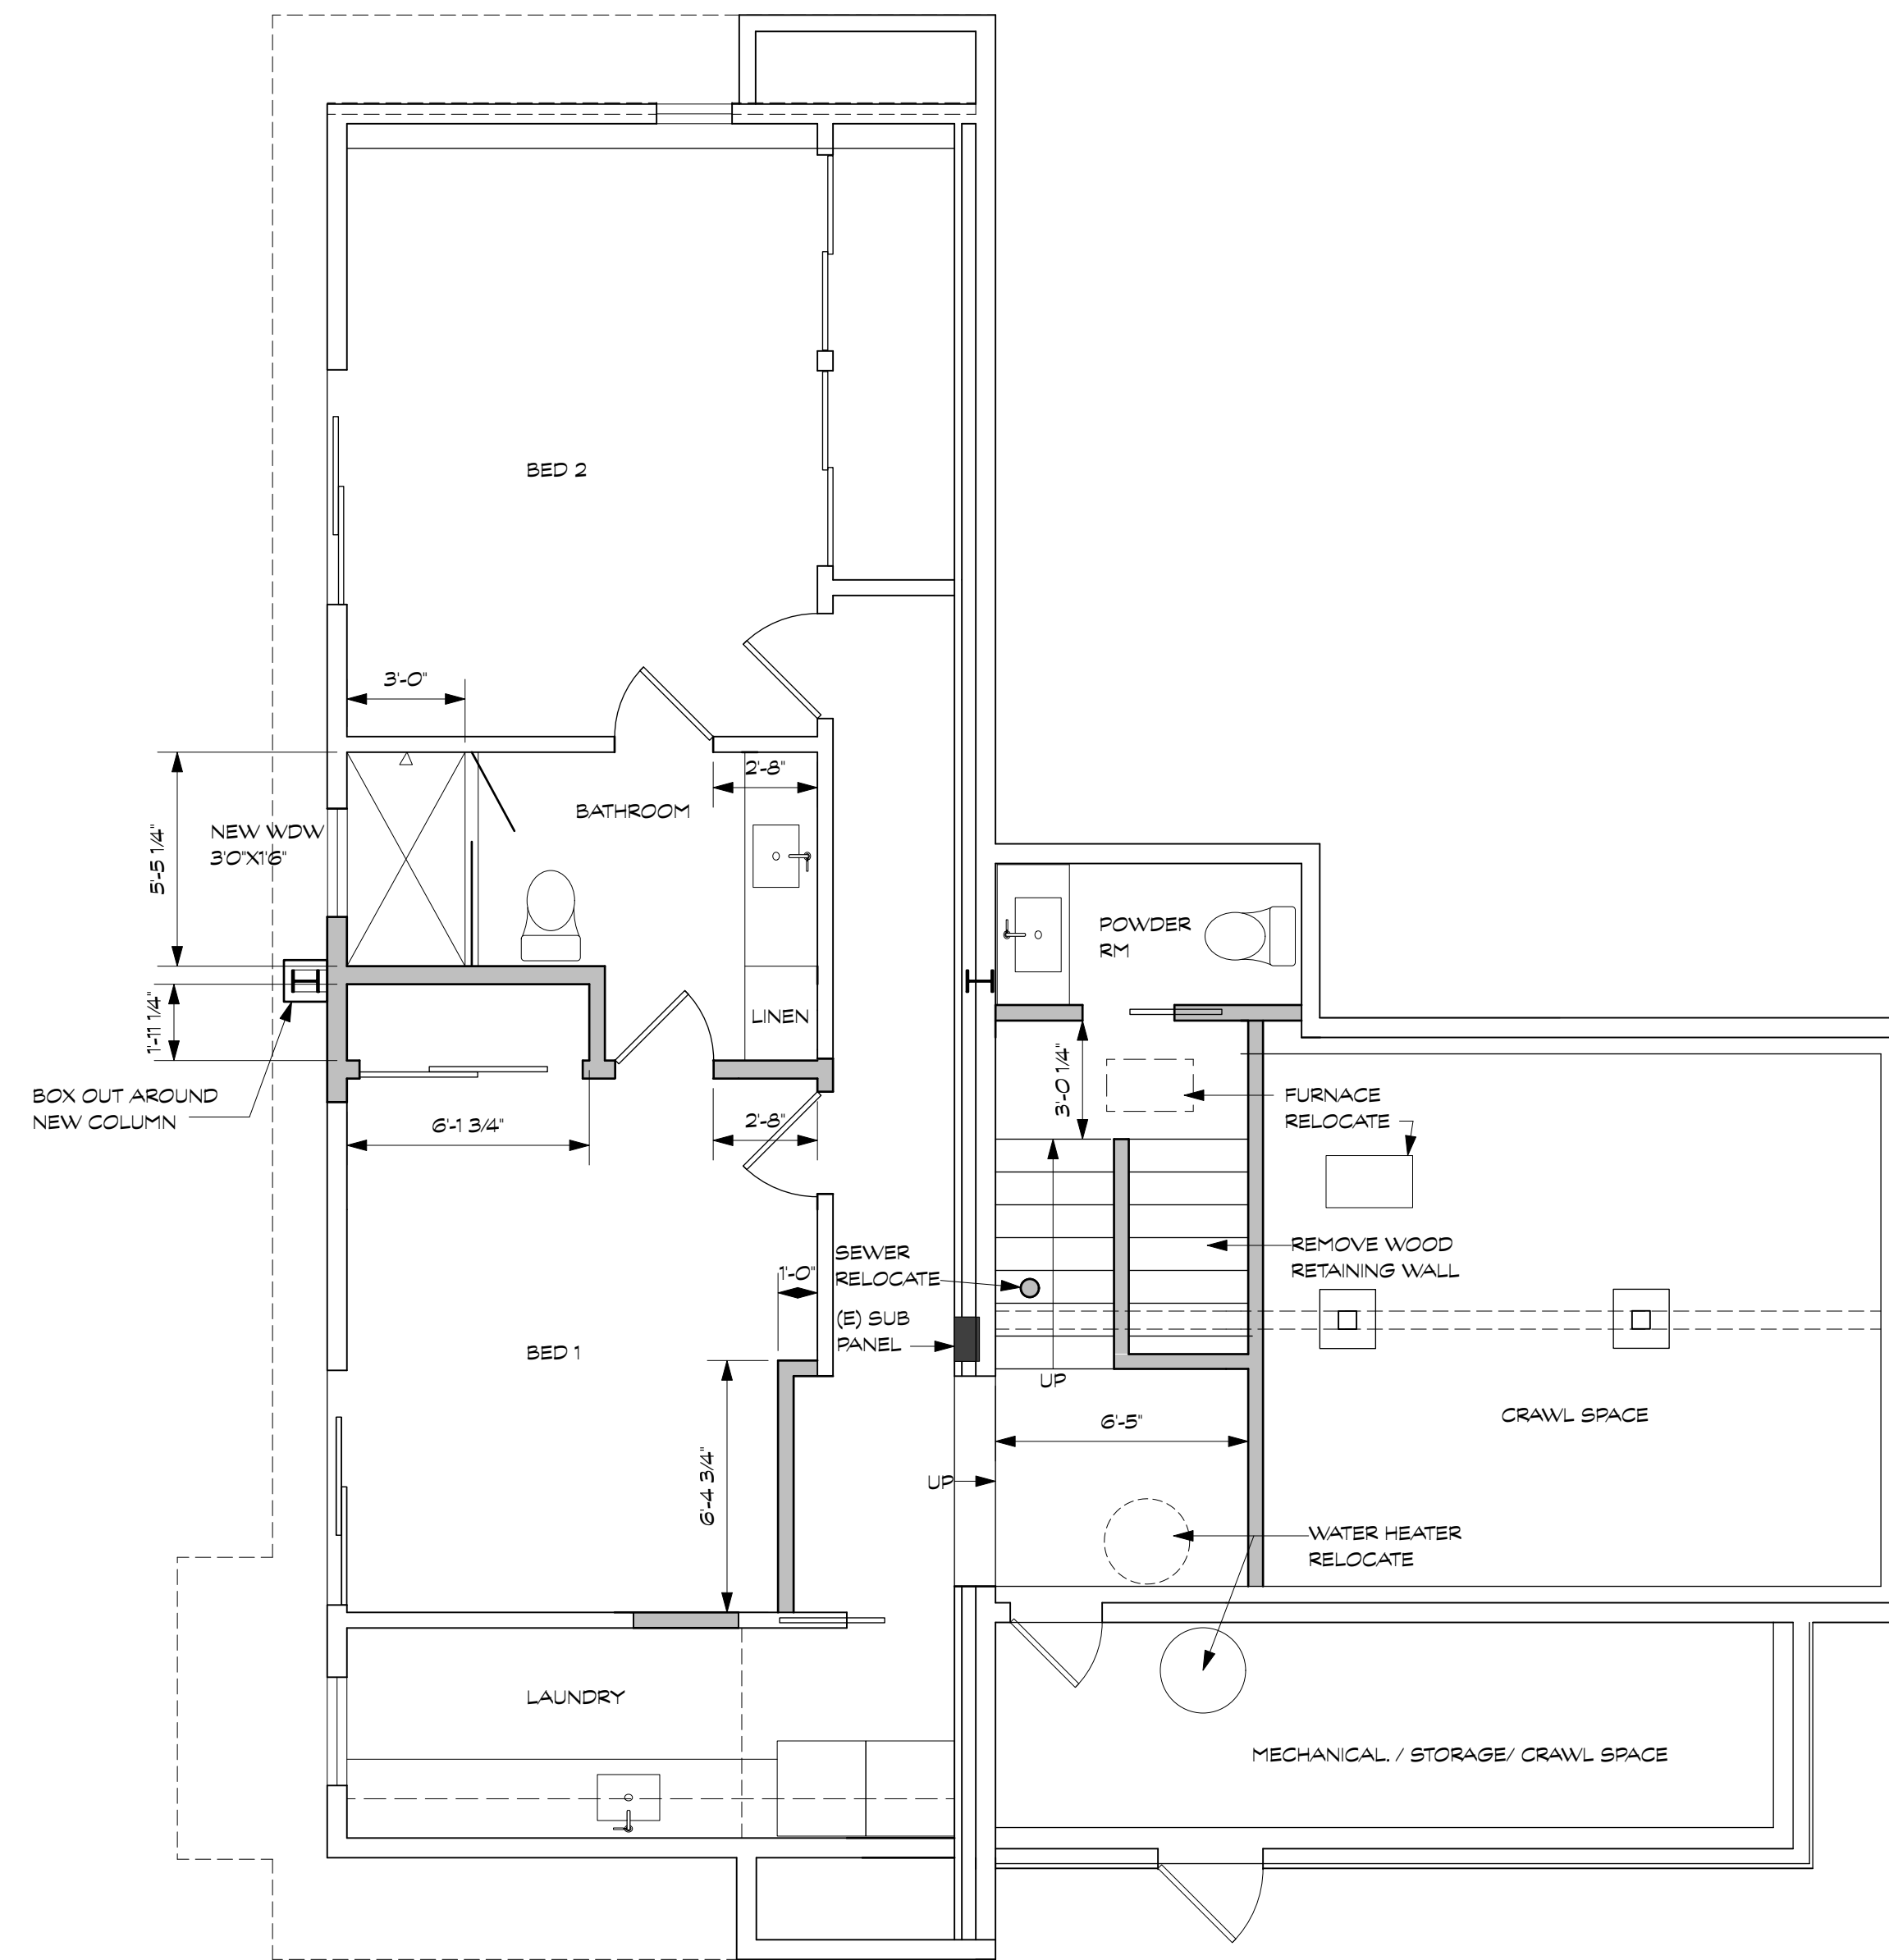 BED 2
3'-0"
2'-8"
BATHROOM
NEW WDW
3'0"X1'6"
5'-5 1/4"
POWDER
RM
LINEN
1'-11 1/4"
3'-0 1/4"
BOX OUT AROUND
NEW COLUMN
FURNACE
RELOCATE
6'-1 3/4"
2'-8"
SEWER
RELOCATE
REMOVE WOOD
RETAINING WALL
1'-0"
(E) SUB
PANEL
BED 1
UP
CRAWL SPACE
6'-5"
6'-4 3/4"
UP
WATER HEATER
RELOCATE
LAUNDRY
MECHANICAL. / STORAGE/ CRAWL SPACE